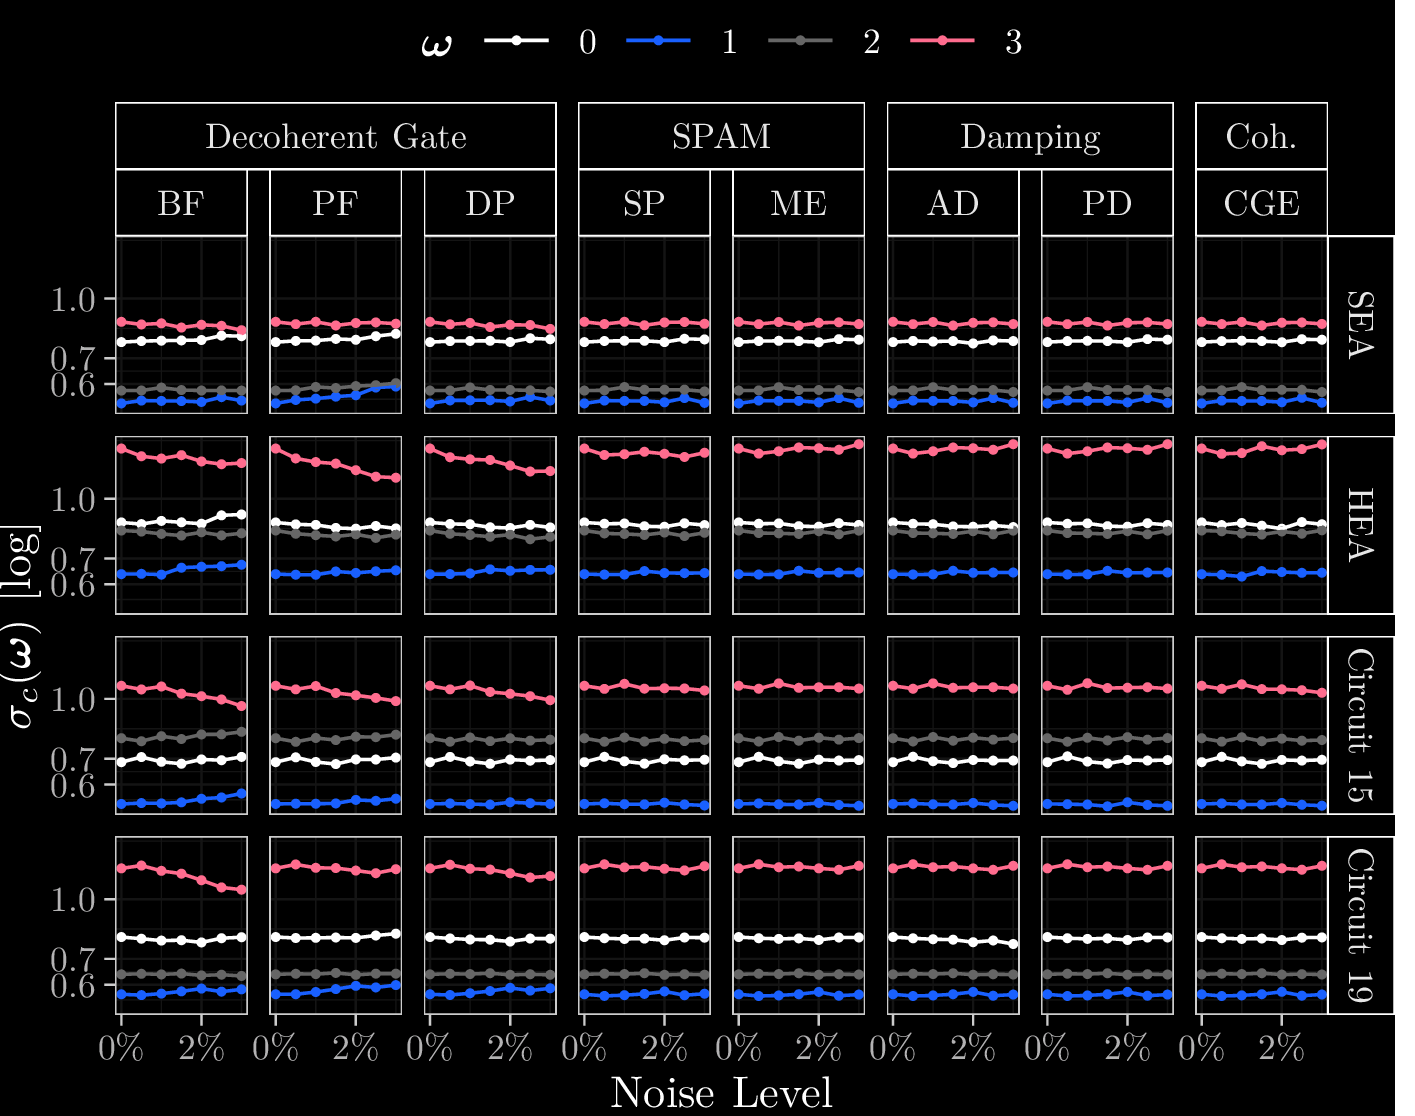 ω 0 1 2 3
Decoherent Gate SPAM Damping Coh.
BF PF DP SP ME AD PD CGE
1.0
0.7
0.6
SEA
1.0
0.7
0.6
HEA
1.0
0.7
0.6
Circuit 15
1.0
0.7
0.6
Circuit 19
σc(ω) [log]
0% 2% 0% 2% 0% 2% 0% 2% 0% 2% 0% 2% 0% 2% 0% 2%
Noise Level